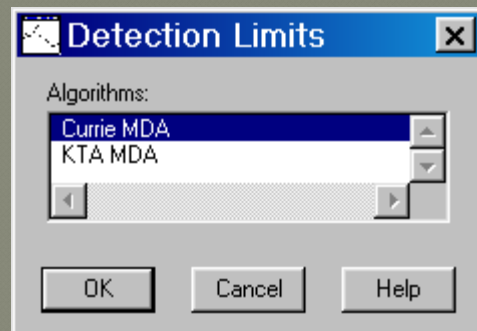 Detection Limits
Algorithms:
Currie MDA
KTA MDA
OK Cancel Help